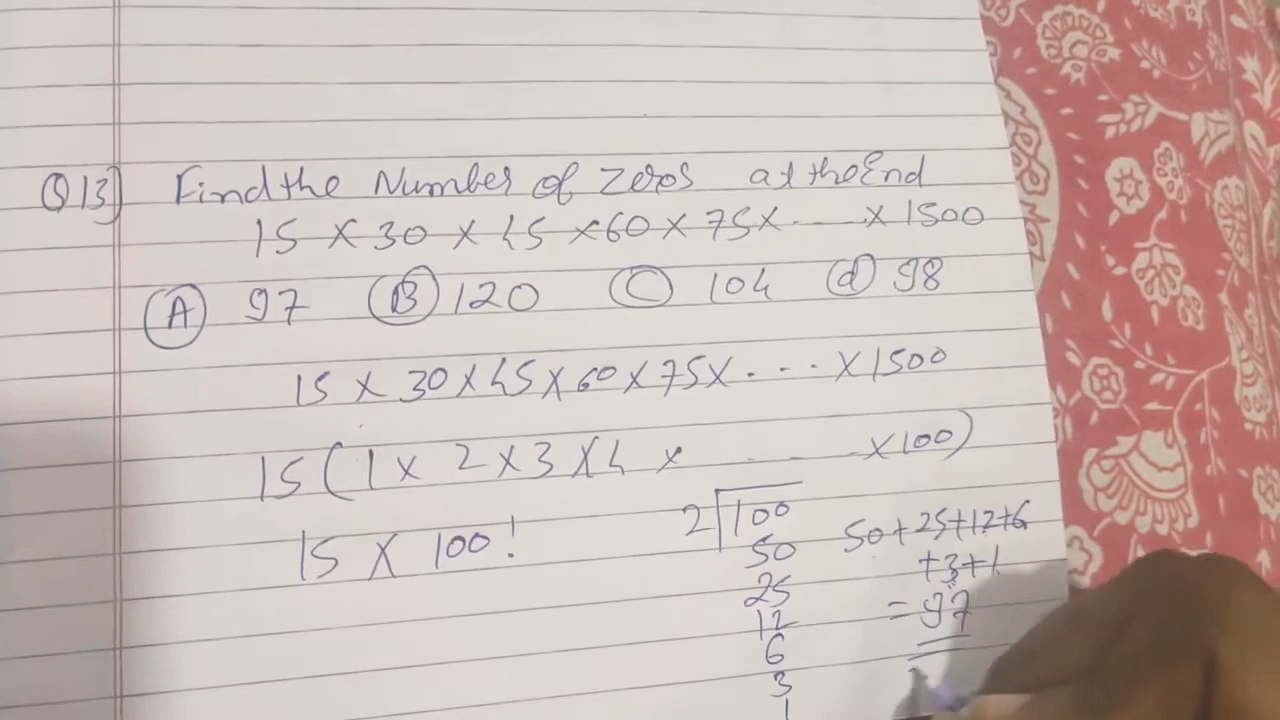 Q13] Find the Number of Zeros at the End
15 × 30 × 45 × 60 × 75 × ..... × 1500
(A) 97 (B) 120 (C) 104 (d) 98
15 × 30 × 45 × 60 × 75 × .... × 1500
15 (1 × 2 × 3 × 4 × ..... × 100)
15 × 100!
2 100
50
25
12
6
3
1
50+25+12+6
+3+1
= 97